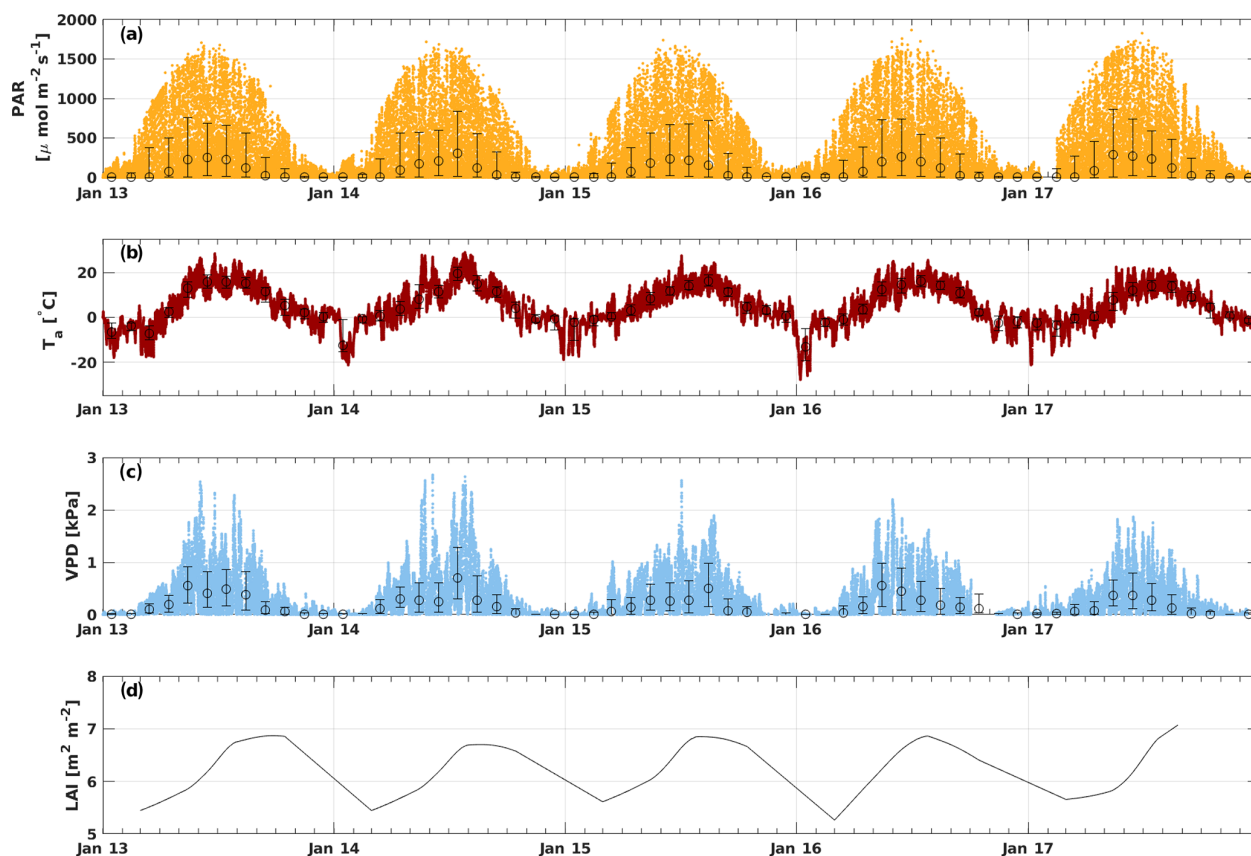 (a)
PAR
[μ mol m⁻² s⁻¹]
2000
1500
1000
500
0
Jan 13 Jan 14 Jan 15 Jan 16 Jan 17
(b)
Tₐ [°C]
20
0
-20
Jan 13 Jan 14 Jan 15 Jan 16 Jan 17
(c)
VPD [kPa]
3
2
1
0
Jan 13 Jan 14 Jan 15 Jan 16 Jan 17
(d)
LAI [m² m⁻²]
8
7
6
5
Jan 13 Jan 14 Jan 15 Jan 16 Jan 17